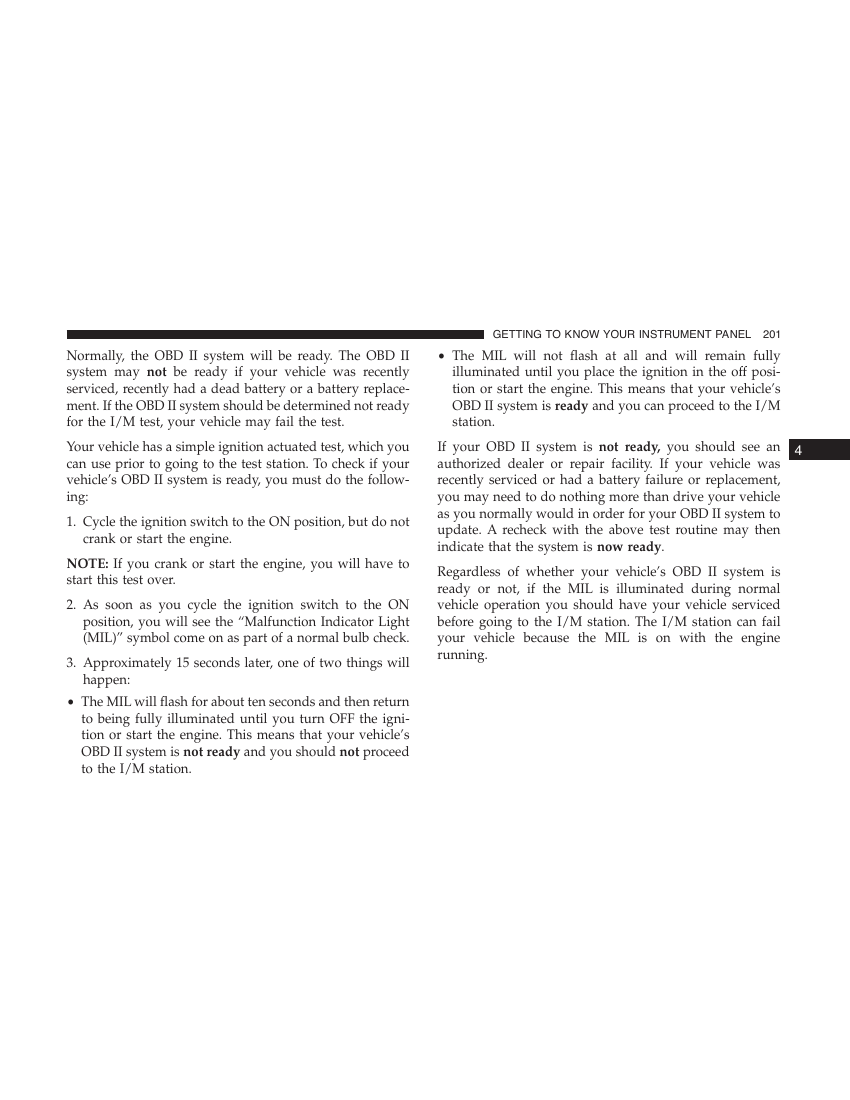 GETTING TO KNOW YOUR INSTRUMENT PANEL 201
Normally, the OBD II system will be ready. The OBD II
system may not be ready if your vehicle was recently
serviced, recently had a dead battery or a battery replace-
ment. If the OBD II system should be determined not ready
for the I/M test, your vehicle may fail the test.
Your vehicle has a simple ignition actuated test, which you
can use prior to going to the test station. To check if your
vehicle's OBD II system is ready, you must do the follow-
ing:
1. Cycle the ignition switch to the ON position, but do not
crank or start the engine.
NOTE: If you crank or start the engine, you will have to
start this test over.
2. As soon as you cycle the ignition switch to the ON
position, you will see the “Malfunction Indicator Light
(MIL)” symbol come on as part of a normal bulb check.
3. Approximately 15 seconds later, one of two things will
happen:
• The MIL will flash for about ten seconds and then return
to being fully illuminated until you turn OFF the igni-
tion or start the engine. This means that your vehicle's
OBD II system is not ready and you should not proceed
to the I/M station.
• The MIL will not flash at all and will remain fully
illuminated until you place the ignition in the off posi-
tion or start the engine. This means that your vehicle's
OBD II system is ready and you can proceed to the I/M
station.
If your OBD II system is not ready, you should see an
authorized dealer or repair facility. If your vehicle was
recently serviced or had a battery failure or replacement,
you may need to do nothing more than drive your vehicle
as you normally would in order for your OBD II system to
update. A recheck with the above test routine may then
indicate that the system is now ready.
Regardless of whether your vehicle's OBD II system is
ready or not, if the MIL is illuminated during normal
vehicle operation you should have your vehicle serviced
before going to the I/M station. The I/M station can fail
your vehicle because the MIL is on with the engine
running.
4